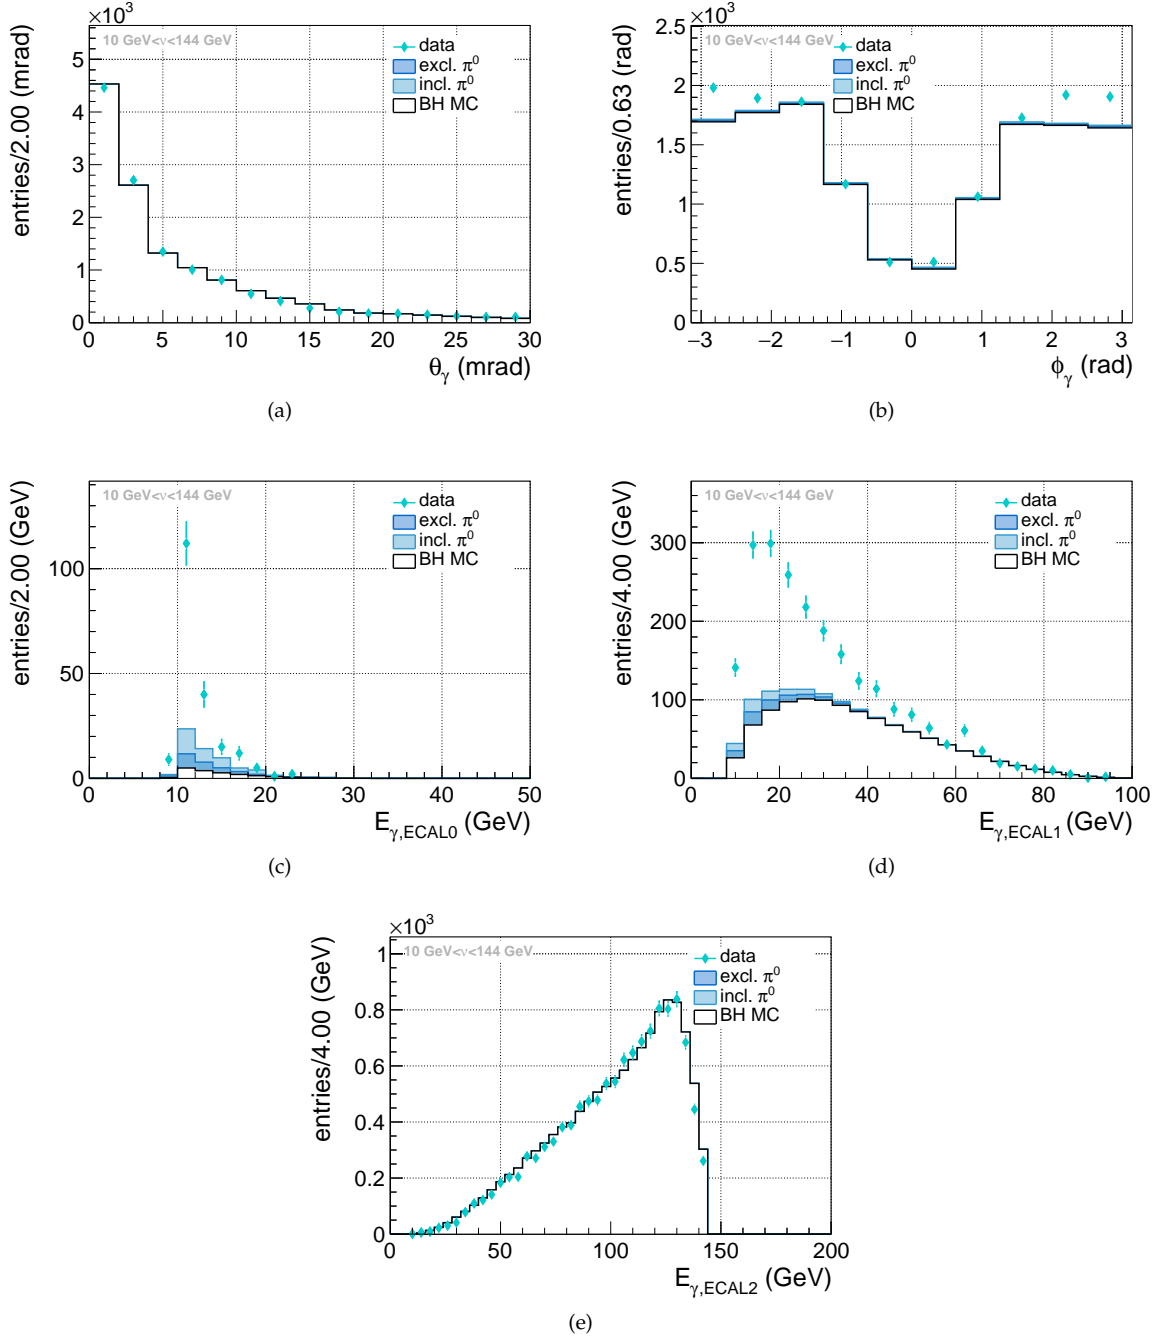 ×10³
10 GeV<ν<144 GeV
data
excl. π⁰
incl. π⁰
BH MC
entries/2.00 (mrad)
5
4
3
2
1
0
0 5 10 15 20 25 30
θγ (mrad)
(a)
×10³
10 GeV<ν<144 GeV
data
excl. π⁰
incl. π⁰
BH MC
entries/0.63 (rad)
2.5
2
1.5
1
0.5
0
−3 −2 −1 0 1 2 3
ϕγ (rad)
(b)
10 GeV<ν<144 GeV
data
excl. π⁰
incl. π⁰
BH MC
entries/2.00 (GeV)
100
50
0
0 10 20 30 40 50
Eγ,ECAL0 (GeV)
(c)
10 GeV<ν<144 GeV
data
excl. π⁰
incl. π⁰
BH MC
entries/4.00 (GeV)
300
200
100
0
0 20 40 60 80 100
Eγ,ECAL1 (GeV)
(d)
×10³
10 GeV<ν<144 GeV
data
excl. π⁰
incl. π⁰
BH MC
entries/4.00 (GeV)
1
0.8
0.6
0.4
0.2
0
0 50 100 150 200
Eγ,ECAL2 (GeV)
(e)